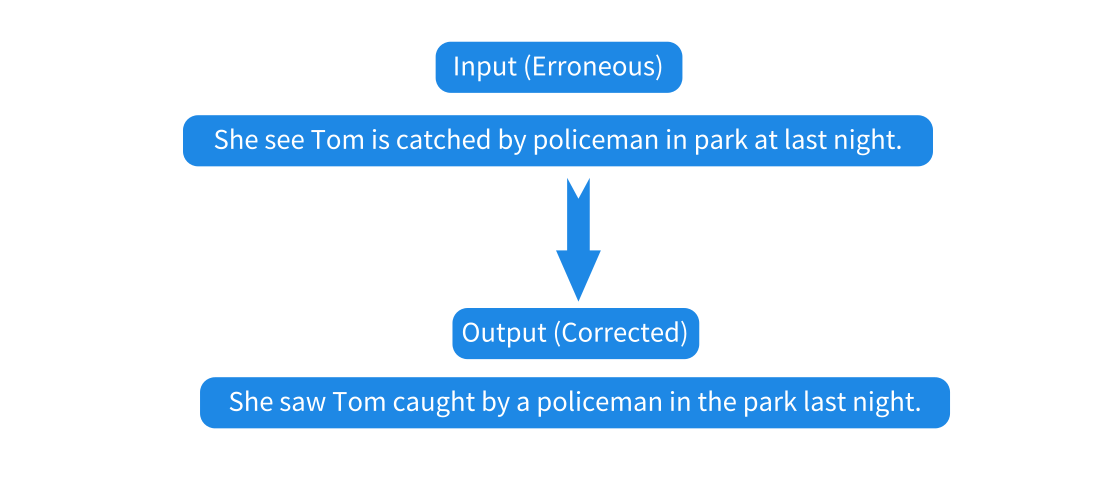 Input (Erroneous)
She see Tom is catched by policeman in park at last night.
Output (Corrected)
She saw Tom caught by a policeman in the park last night.